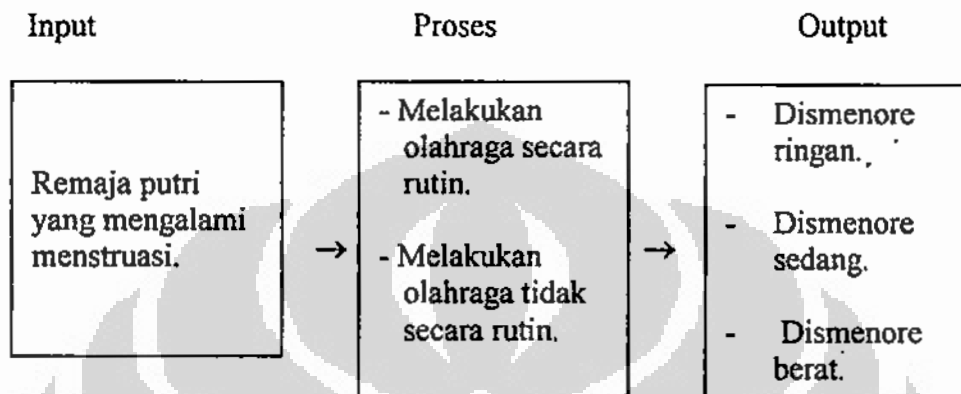 Input
Proses
Output
Remaja putri
yang mengalami
menstruasi.
→
- Melakukan
olahraga secara
rutin.
- Melakukan
olahraga tidak
secara rutin.
→
- Dismenore
ringan.
- Dismenore
sedang.
- Dismenore
berat.